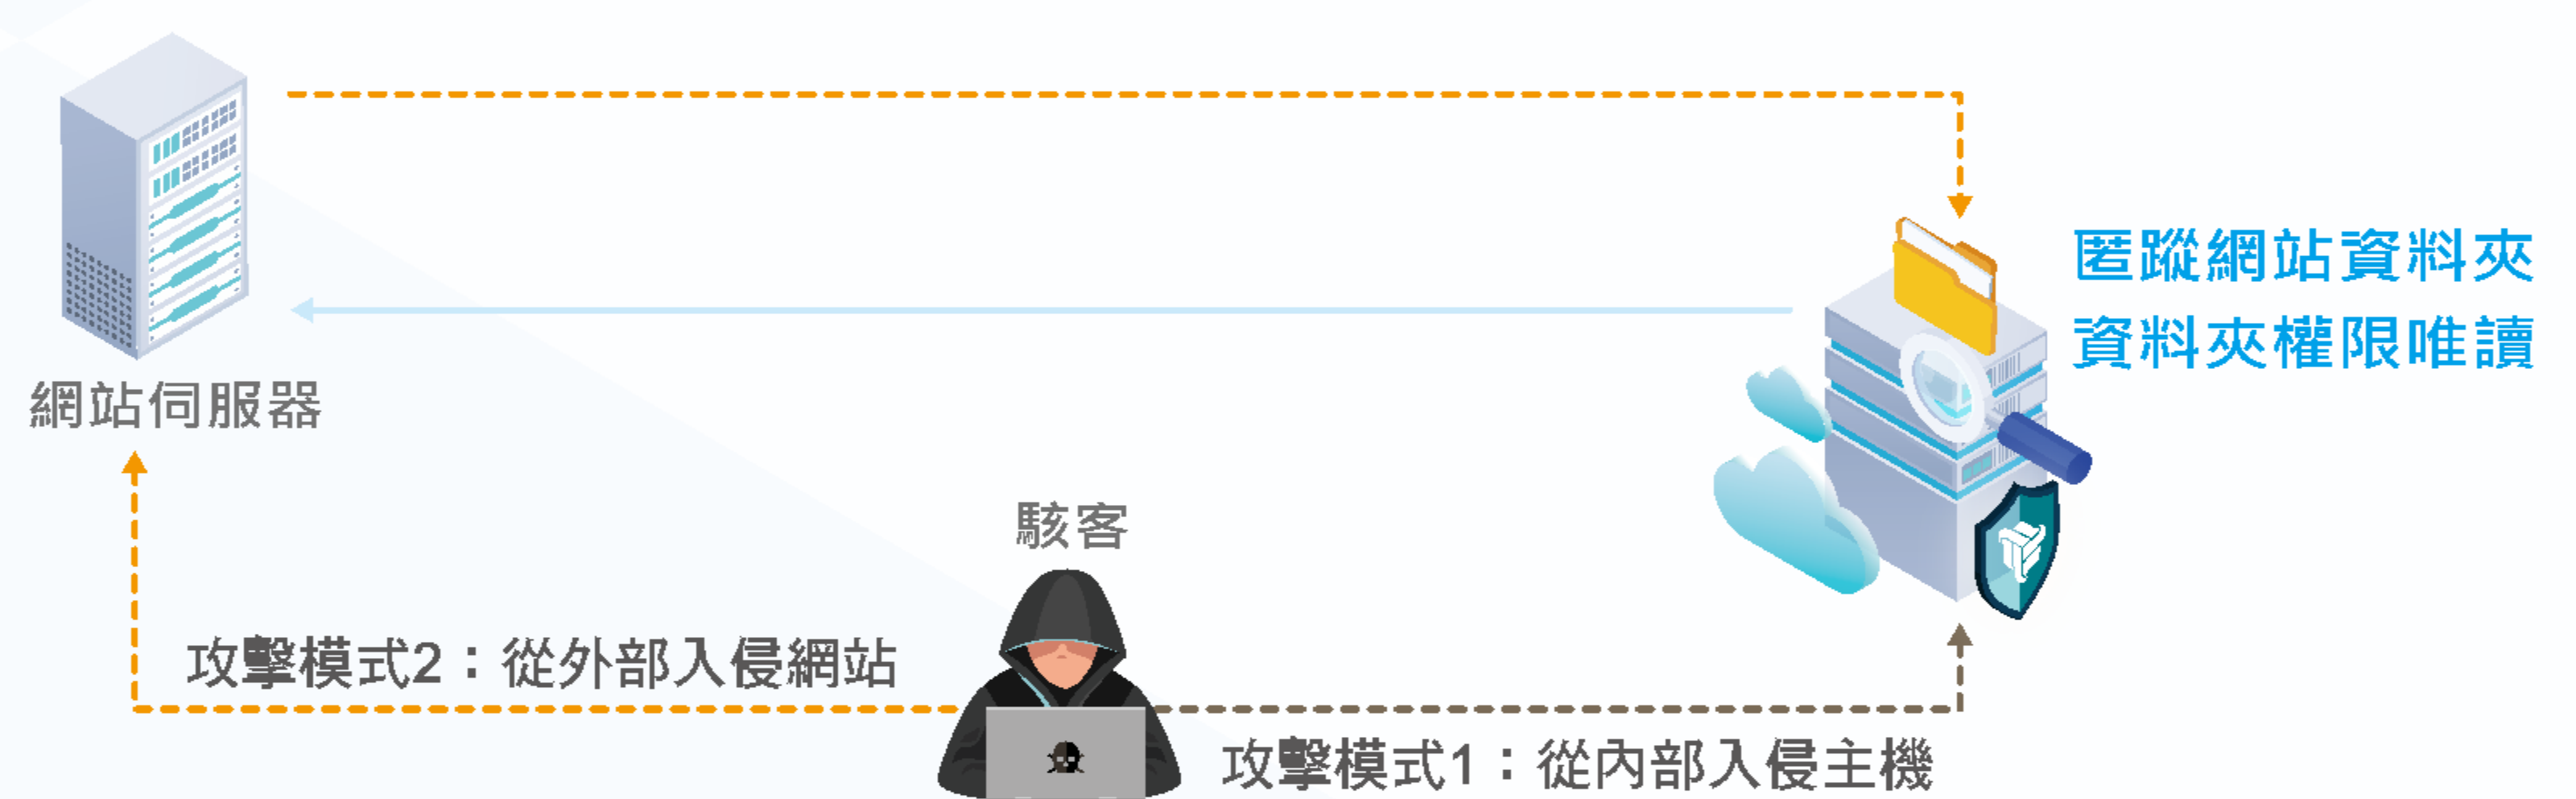 匿蹤網站資料夾
資料夾權限唯讀
網站伺服器
駭客
攻擊模式2：從外部入侵網站
攻擊模式1：從內部入侵主機